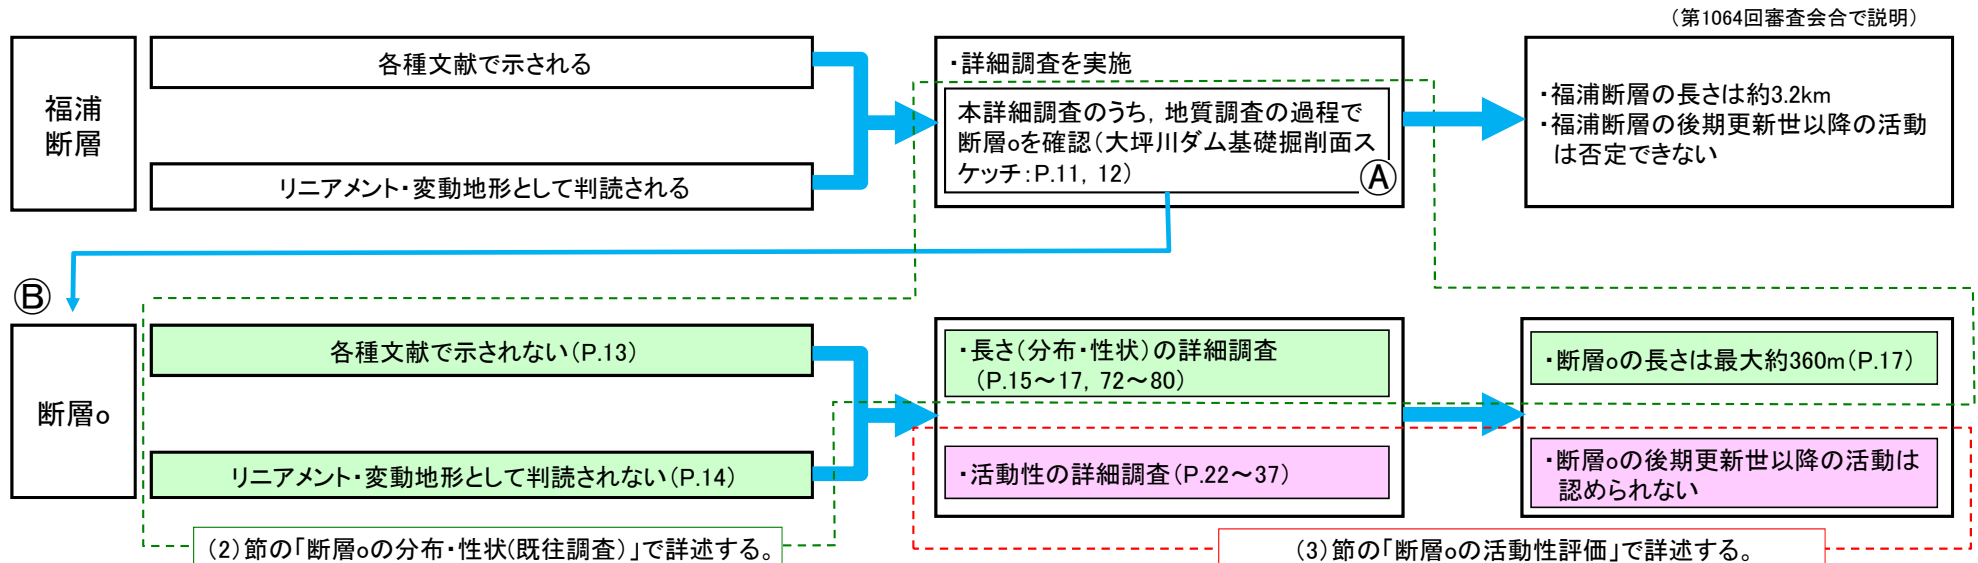 (第1064回審査会合で説明)
福浦
断層
各種文献で示される
リニアメント・変動地形として判読される
・詳細調査を実施
本詳細調査のうち,地質調査の過程で
断層oを確認(大坪川ダム基礎掘削面ス
ケッチ:P.11, 12)
Ⓐ
・福浦断層の長さは約3.2km
・福浦断層の後期更新世以降の活動
は否定できない
Ⓑ
断層o
各種文献で示されない(P.13)
リニアメント・変動地形として判読されない(P.14)
・長さ(分布・性状)の詳細調査
(P.15~17, 72~80)
・活動性の詳細調査(P.22~37)
・断層oの長さは最大約360m(P.17)
・断層oの後期更新世以降の活動は
認められない
(2)節の「断層oの分布・性状(既往調査)」で詳述する。
(3)節の「断層oの活動性評価」で詳述する。